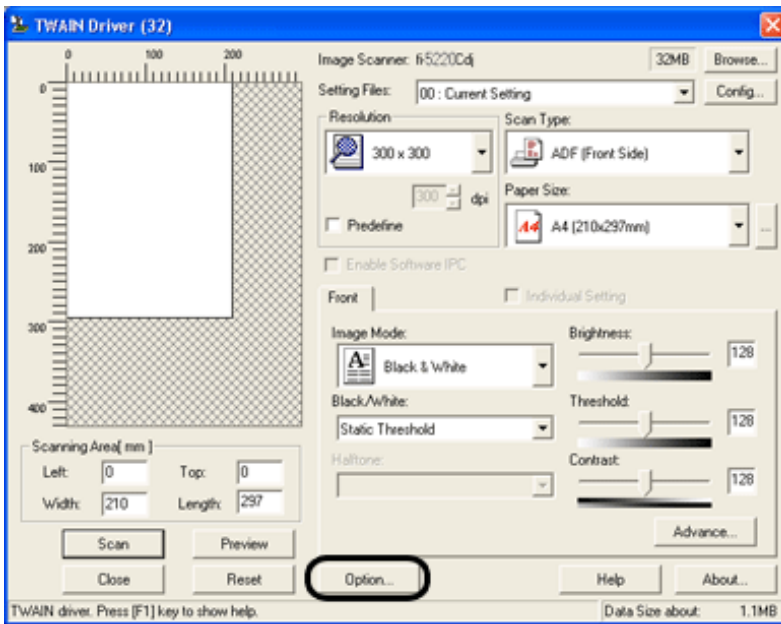 TWAIN Driver (32)
0 100 200
0
100
200
300
400
Image Scanner: fi-5220Cdj 32MB Browse...
Setting Files: 00 : Current Setting Config...
Resolution
300 x 300
300 dpi
Predefine
Scan Type:
ADF (Front Side)
Paper Size:
A4 A4 (210x297mm) ...
Enable Software IPC
Front Individual Setting
Image Mode:
Black & White
Black/White:
Static Threshold
Halftone:
Brightness:
128
Threshold:
128
Contrast:
128
Advance...
Scanning Area[ mm ]
Left: 0 Top: 0
Width: 210 Length: 297
Scan Preview
Close Reset Option... Help About...
TWAIN driver. Press [F1] key to show help. Data Size about: 1.1MB